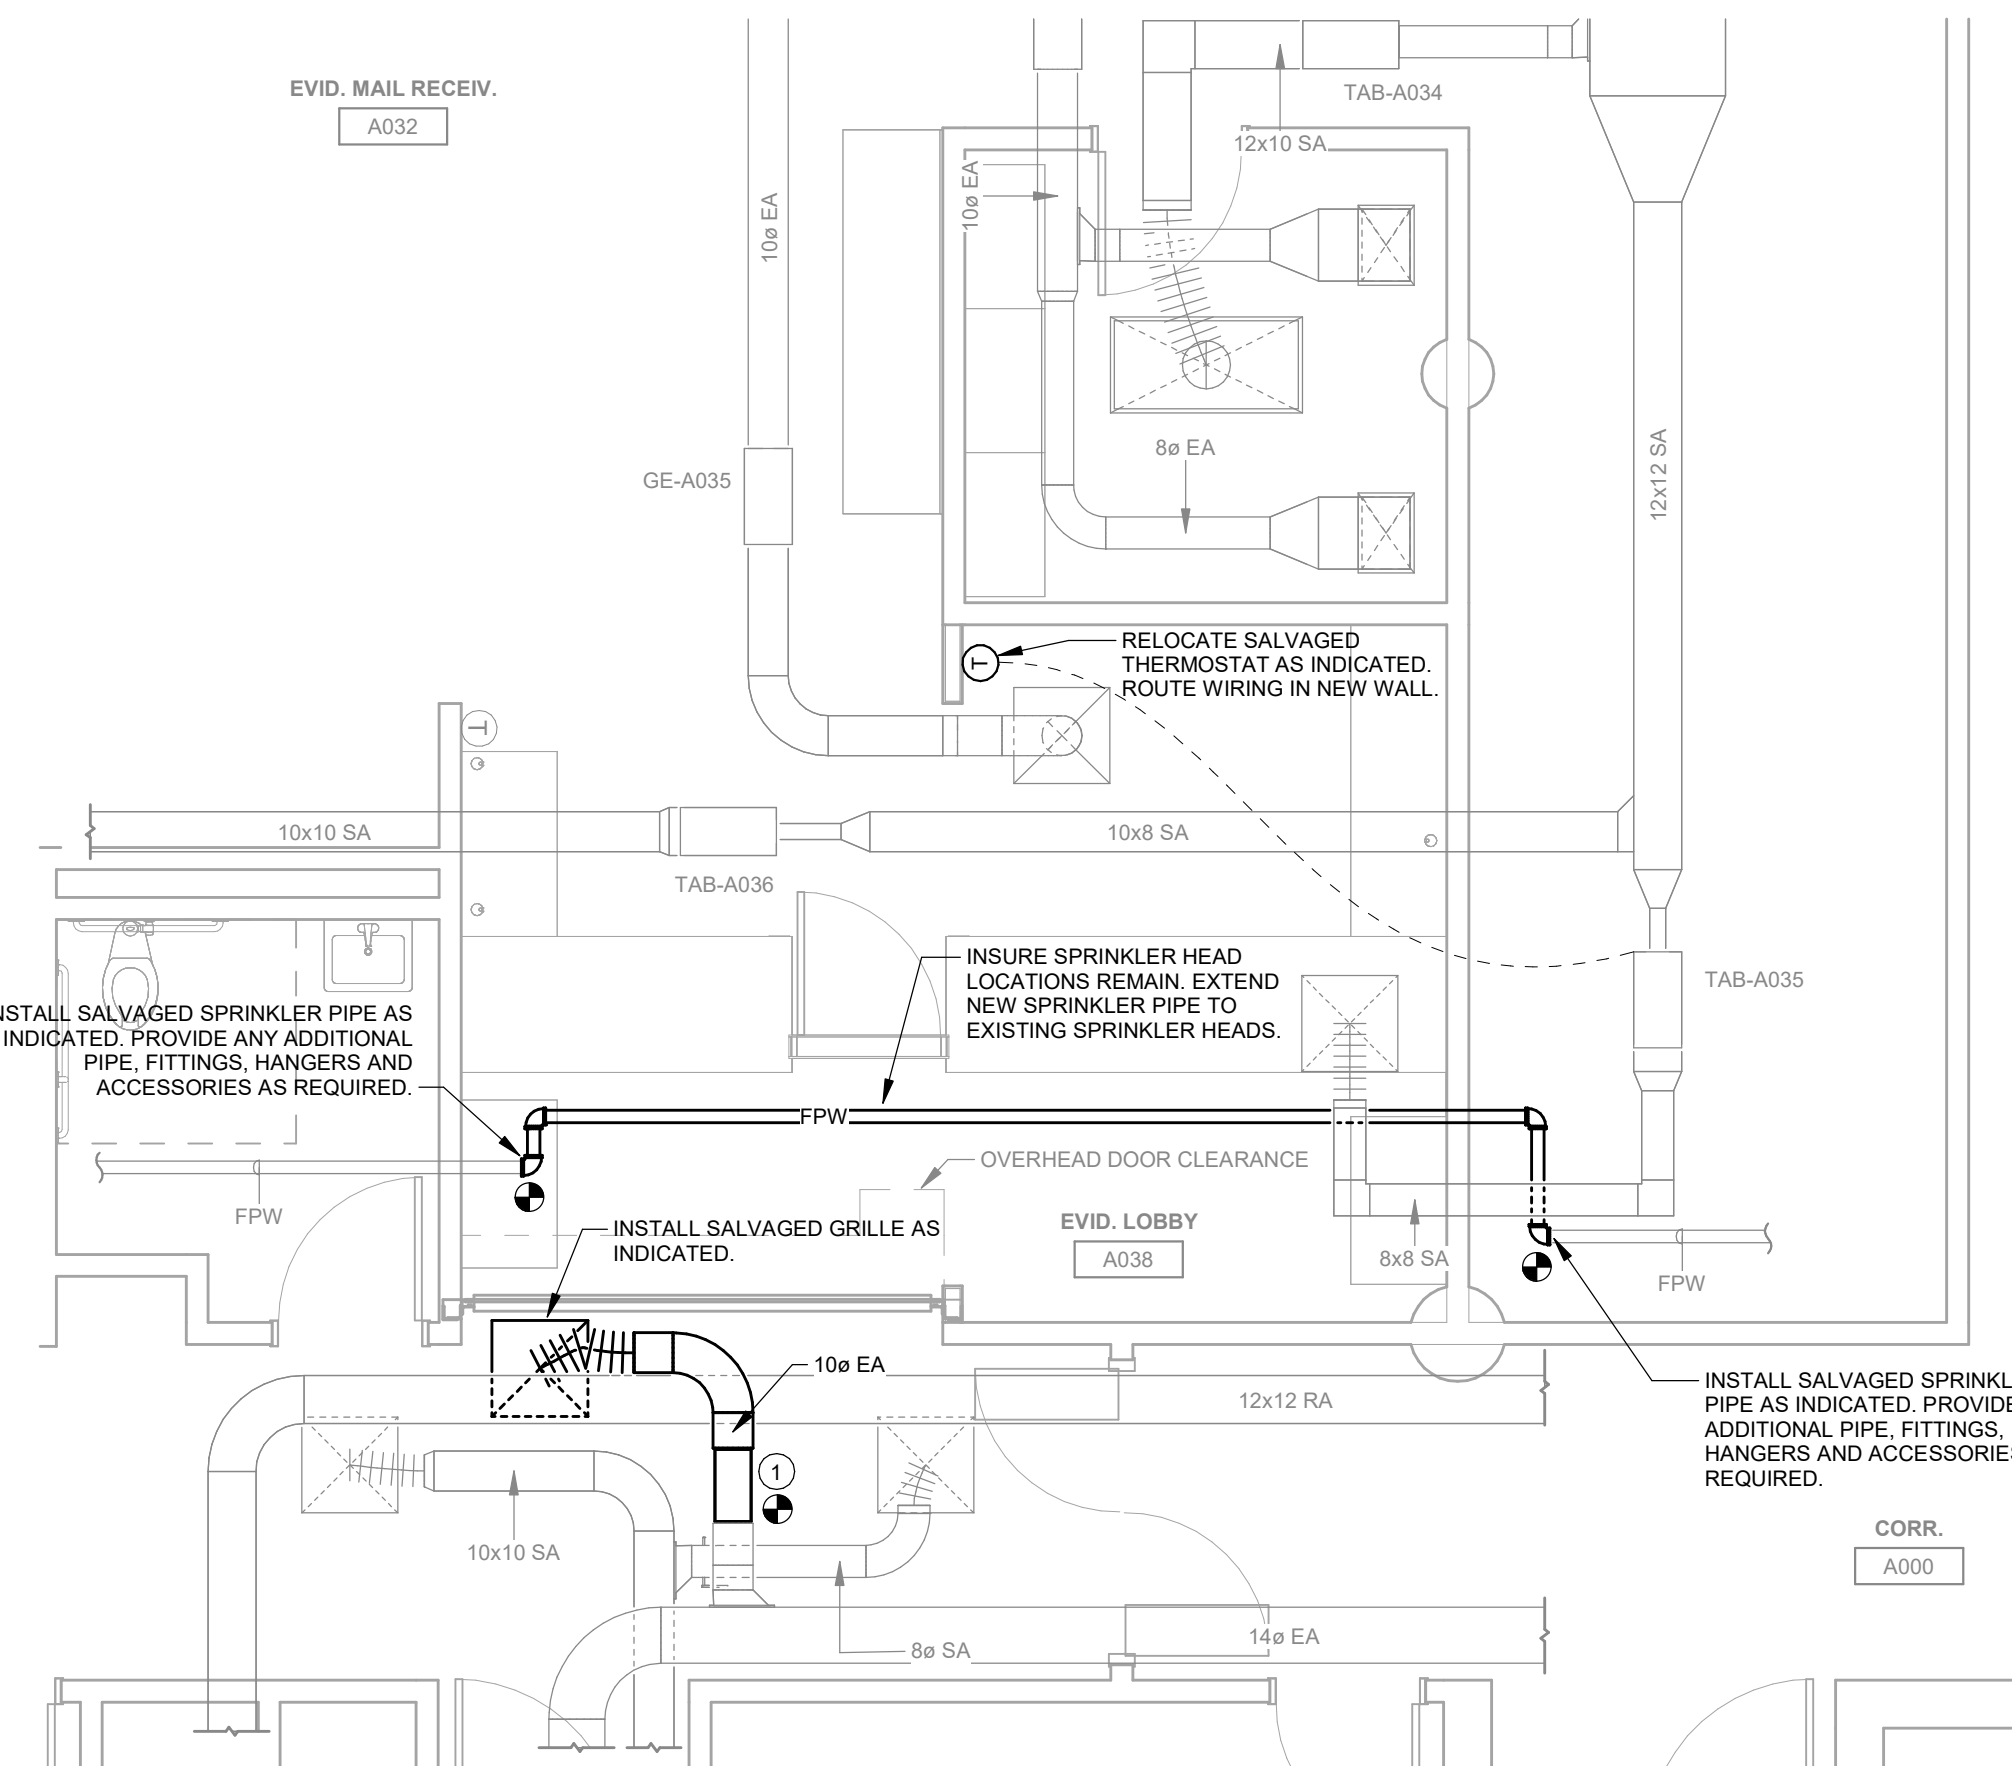 EVID. MAIL RECEIV.
A032
TAB-A034
12x10 SA
10ø EA
10ø EA
8ø EA
12x12 SA
GE-A035
RELOCATE SALVAGED
THERMOSTAT AS INDICATED.
ROUTE WIRING IN NEW WALL.
T
T
10x10 SA
10x8 SA
TAB-A036
INSURE SPRINKLER HEAD
LOCATIONS REMAIN. EXTEND
NEW SPRINKLER PIPE TO
EXISTING SPRINKLER HEADS.
TAB-A035
NSTALL SALVAGED SPRINKLER PIPE AS
INDICATED. PROVIDE ANY ADDITIONAL
PIPE, FITTINGS, HANGERS AND
ACCESSORIES AS REQUIRED.
FPW
OVERHEAD DOOR CLEARANCE
FPW
INSTALL SALVAGED GRILLE AS
INDICATED.
EVID. LOBBY
A038
8x8 SA
FPW
10ø EA
12x12 RA
INSTALL SALVAGED SPRINKL
PIPE AS INDICATED. PROVIDE
ADDITIONAL PIPE, FITTINGS,
HANGERS AND ACCESSORIES
REQUIRED.
1
10x10 SA
CORR.
A000
8ø SA
14ø EA